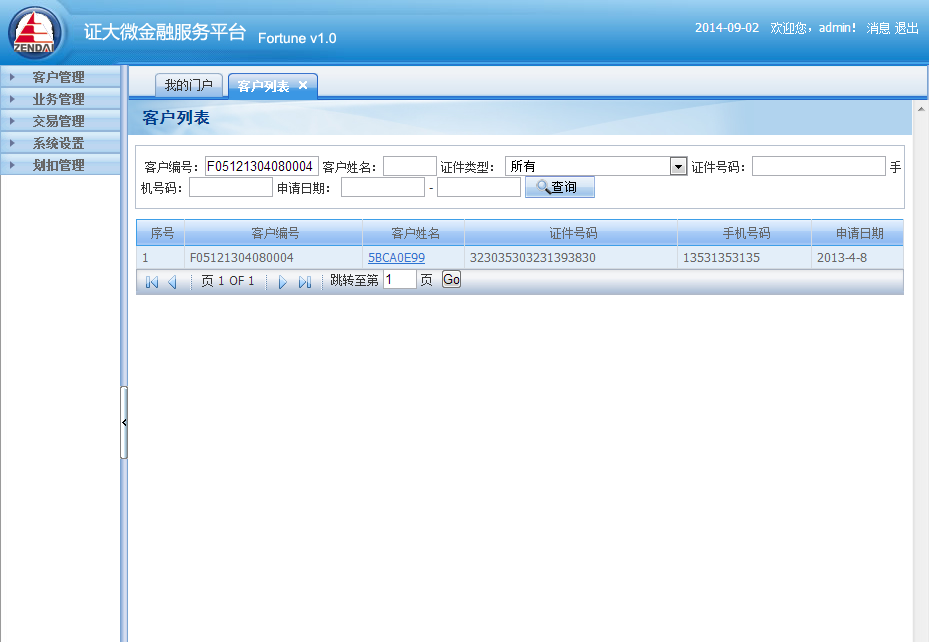 ZENDAI
证大微金融服务平台 Fortune v1.0
2014-09-02 欢迎您，admin! 消息 退出
客户管理
业务管理
交易管理
系统设置
划扣管理
我的门户 客户列表 ×
客户列表
客户编号： F05121304080004 客户姓名： 证件类型： 所有 证件号码： 手
机号码： 申请日期： - 查询
序号 客户编号 客户姓名 证件号码 手机号码 申请日期
1 F05121304080004 5BCA0E99 323035303231393830 13531353135 2013-4-8
页 1 OF 1 跳转至第 1 页 Go